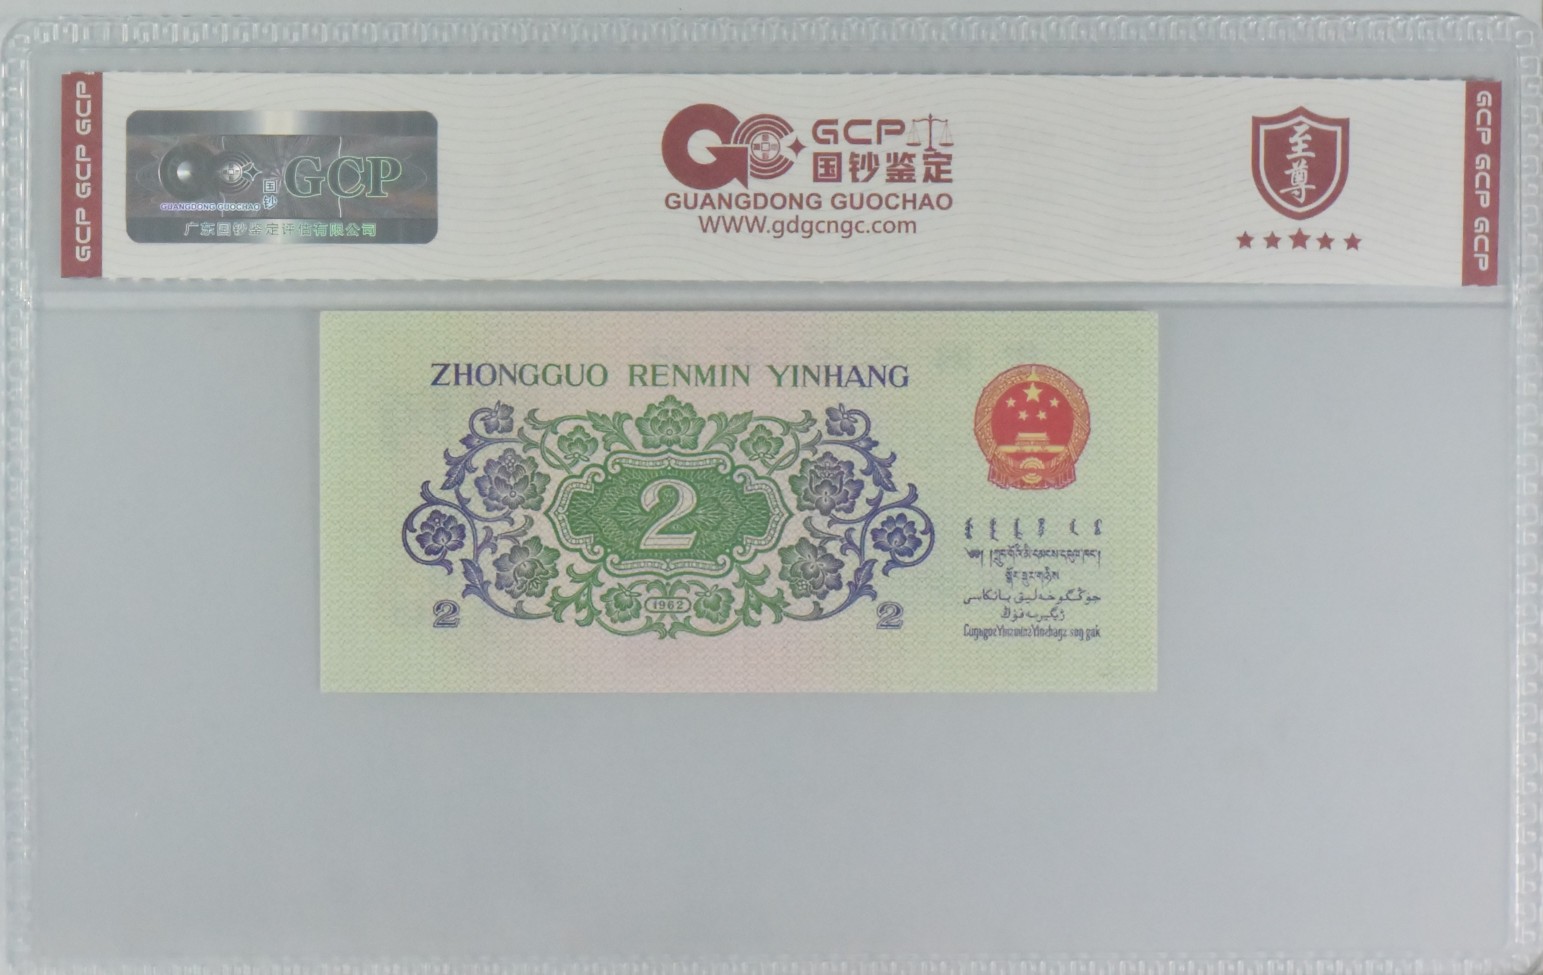 GCP GCP GCP
GCP
国钞
GUANGDONG GUOCHAO
广东国钞鉴定评估有限公司
GCP
国钞鉴定
GUANGDONG GUOCHAO
WWW.gdgcngc.com
至尊
GCP GCP GCP
ZHONGGUO RENMIN YINHANG
2
1962
2
2
جۇڭگوخەلىق بانكاسى